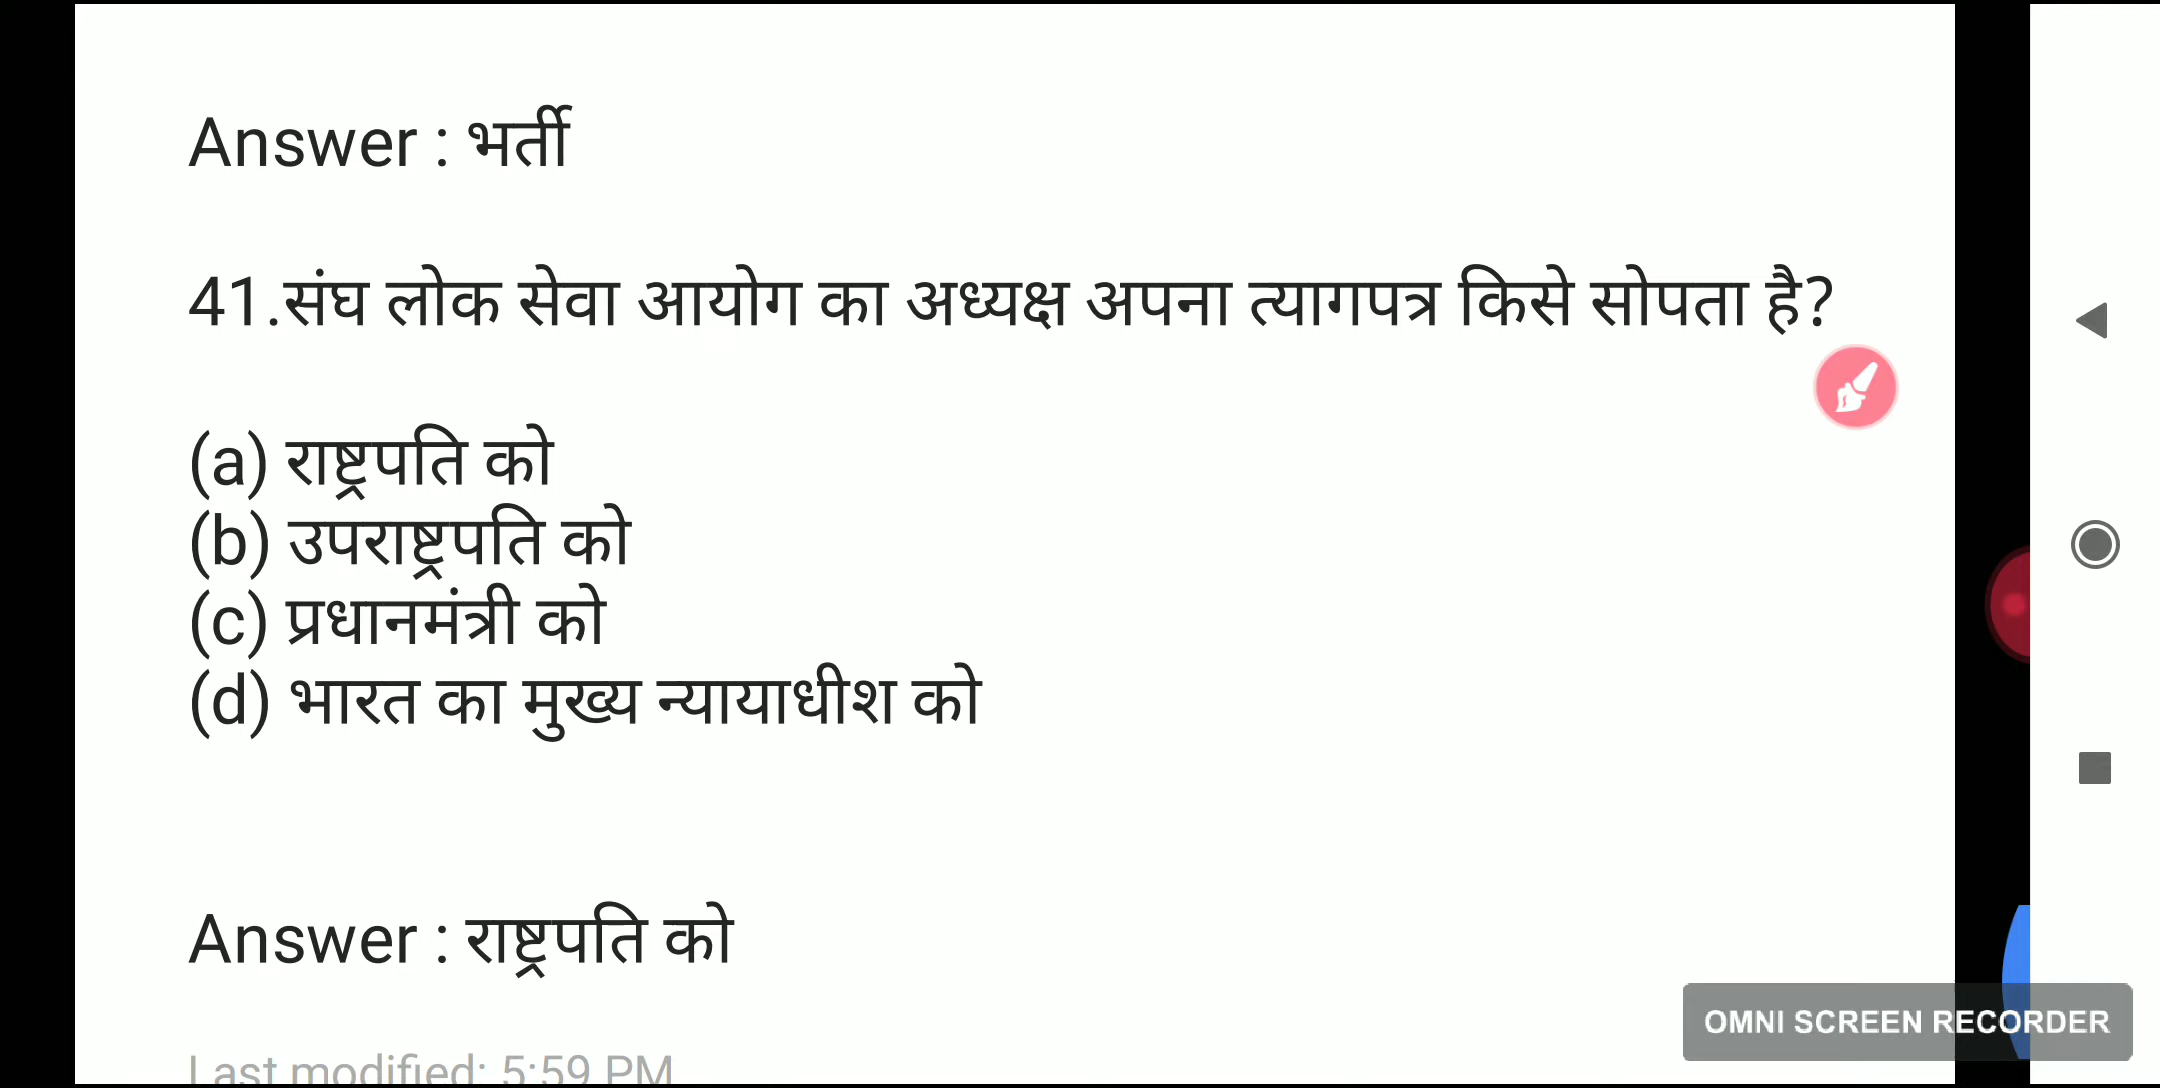 Answer : भर्ती
41.संघ लोक सेवा आयोग का अध्यक्ष अपना त्यागपत्र किसे सोपता है?
(a) राष्ट्रपति को
(b) उपराष्ट्रपति को
(c) प्रधानमंत्री को
(d) भारत का मुख्य न्यायाधीश को
Answer : राष्ट्रपति को
OMNI SCREEN RECORDER
Last modified: 5:59 PM